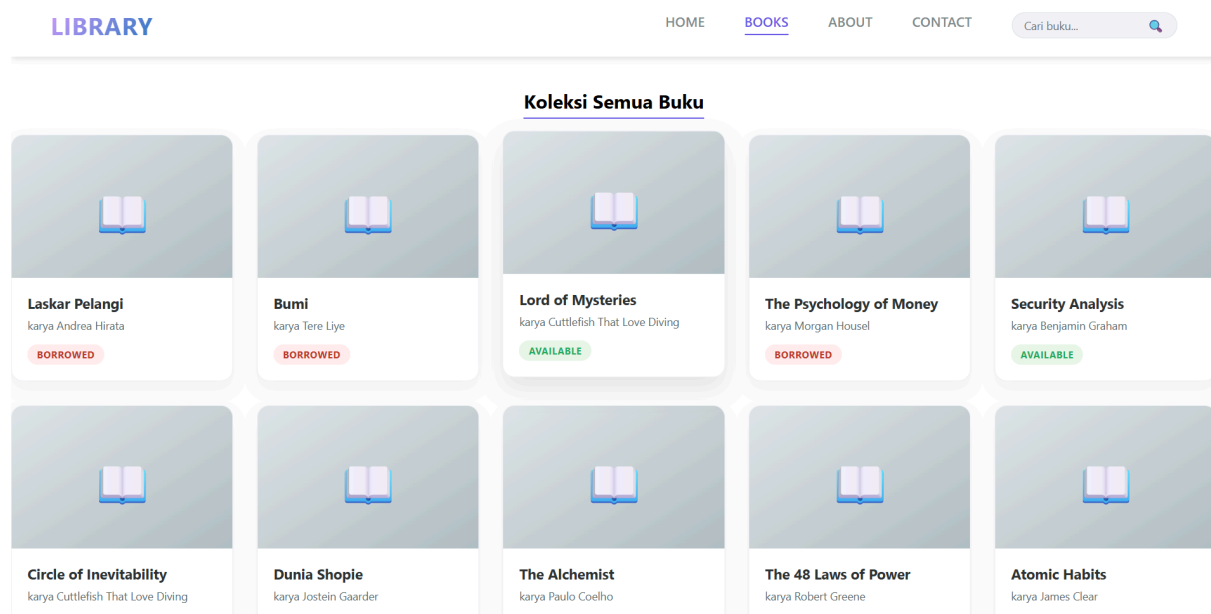 LIBRARY
HOME BOOKS ABOUT CONTACT Cari buku...
Koleksi Semua Buku
Laskar Pelangi
karya Andrea Hirata
BORROWED
Bumi
karya Tere Liye
BORROWED
Lord of Mysteries
karya Cuttlefish That Love Diving
AVAILABLE
The Psychology of Money
karya Morgan Housel
BORROWED
Security Analysis
karya Benjamin Graham
AVAILABLE
Circle of Inevitability
karya Cuttlefish That Love Diving
Dunia Shopie
karya Jostein Gaarder
The Alchemist
karya Paulo Coelho
The 48 Laws of Power
karya Robert Greene
Atomic Habits
karya James Clear